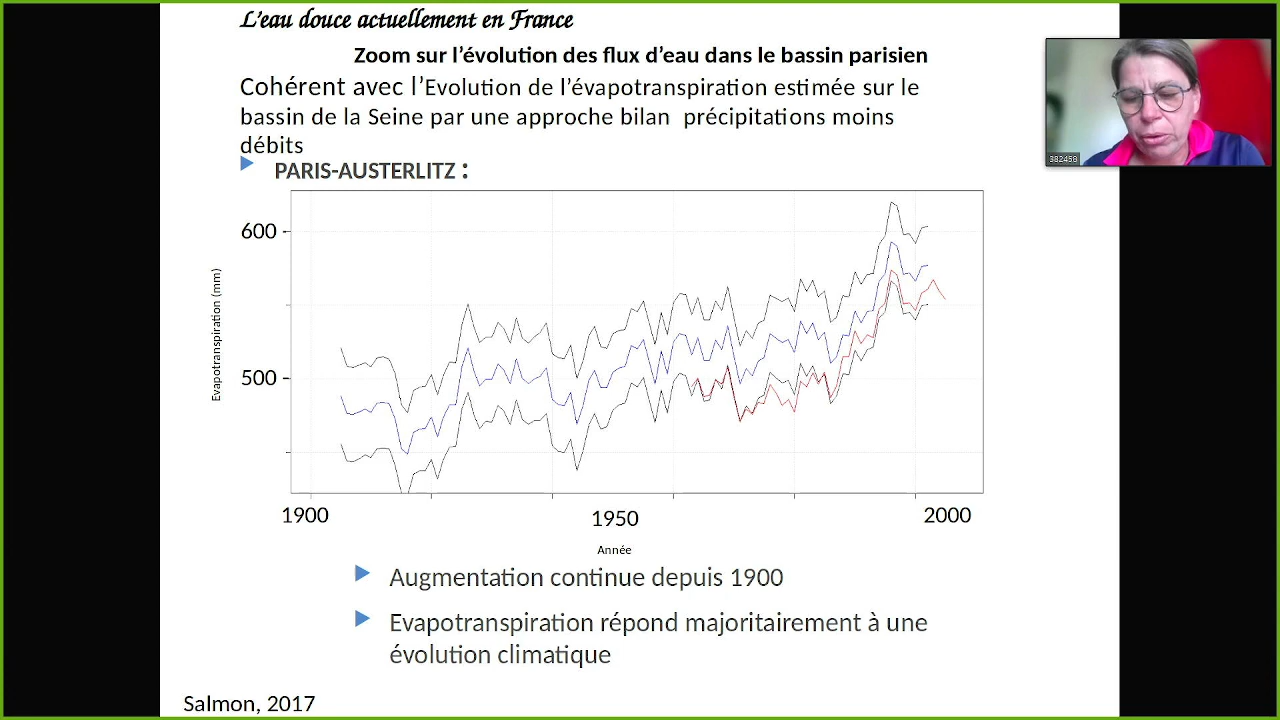 L’eau douce actuellement en France
Zoom sur l’évolution des flux d’eau dans le bassin parisien
Cohérent avec l’Evolution de l’évapotranspiration estimée sur le
bassin de la Seine par une approche bilan précipitations moins
débits
PARIS-AUSTERLITZ :
382456
600
500
Evapotranspiration (mm)
1900
1950
2000
Année
Augmentation continue depuis 1900
Evapotranspiration répond majoritairement à une
évolution climatique
Salmon, 2017